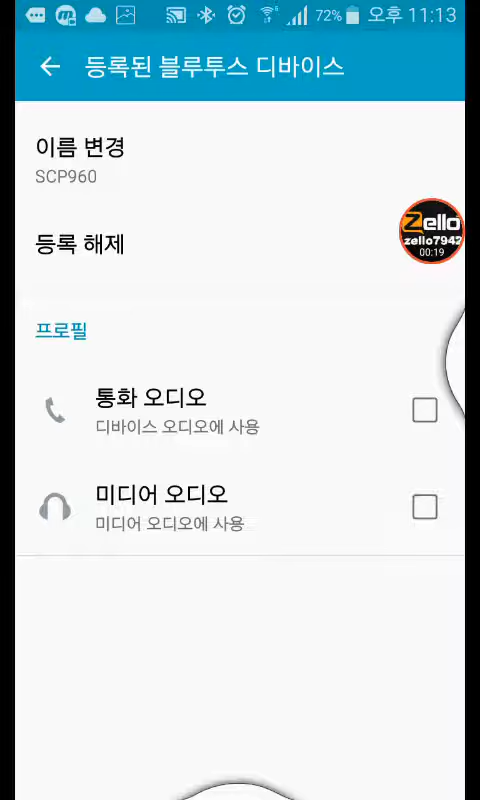 72% 오후 11:13
등록된 블루투스 디바이스
이름 변경
SCP960
등록 해제
Zello
zello7942
00:19
프로필
통화 오디오
디바이스 오디오에 사용
미디어 오디오
미디어 오디오에 사용